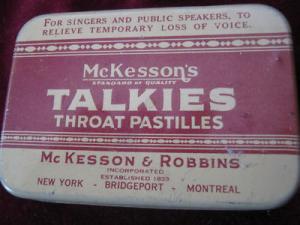 FOR SINGERS AND PUBLIC SPEAKERS, TO
RELIEVE TEMPORARY LOSS OF VOICE.
McKESSON'S
STANDARD OF QUALITY
TALKIES
THROAT PASTILLES
MCKESSON & ROBBINS
INCORPORATED
ESTABLISHED 1833
NEW YORK - BRIDGEPORT - MONTREAL